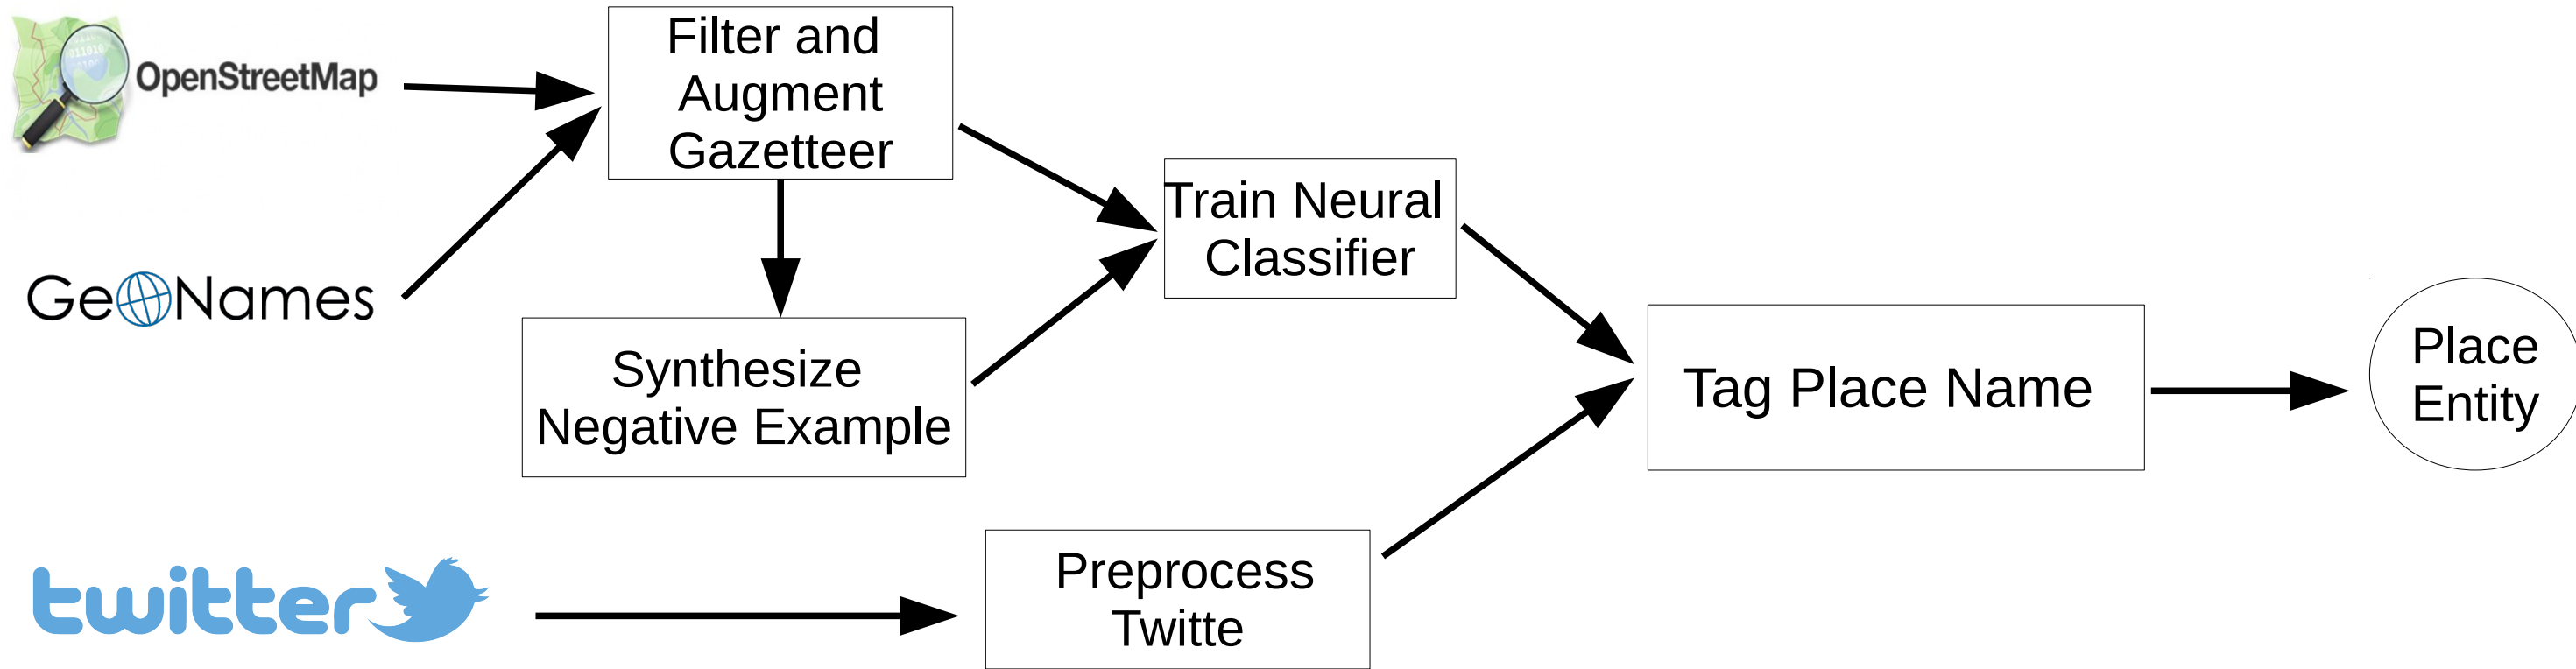 OpenStreetMap
Filter and
Augment
Gazetteer
Train Neural
Classifier
GeoNames
Synthesize
Negative Example
Tag Place Name
Place
Entity
twitter
Preprocess
Twitte